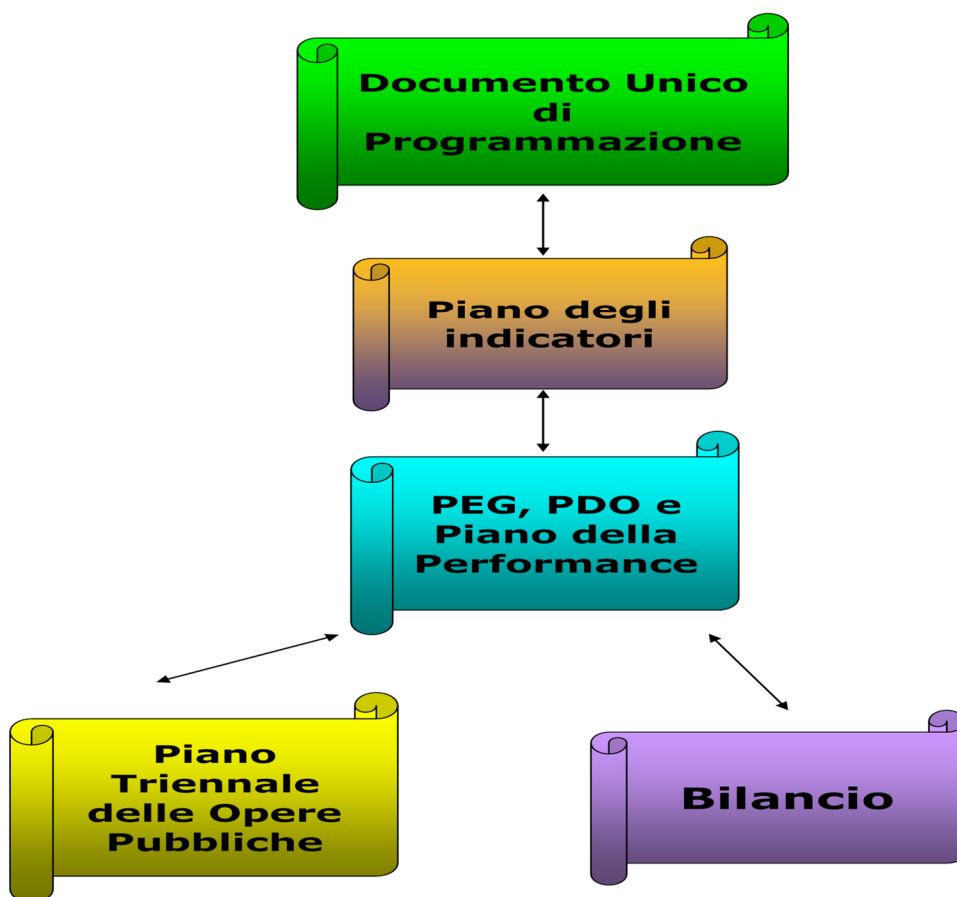 Documento Unico
di
Programmazione
Piano degli
indicatori
PEG, PDO e
Piano della
Performance
Piano
Triennale
delle Opere
Pubbliche
Bilancio